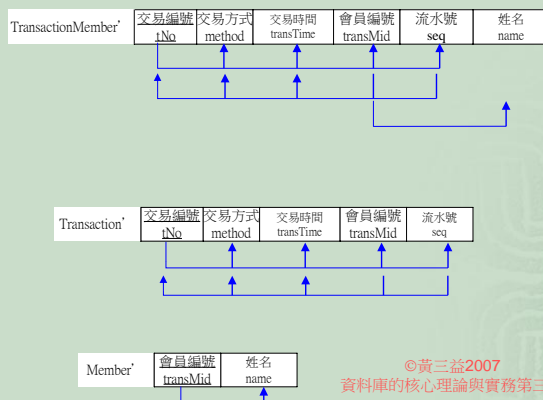 TransactionMember’
交易編號 交易方式 交易時間 會員編號 流水號 姓名
tNo method transTime transMid seq name
Transaction’
交易編號 交易方式 交易時間 會員編號 流水號
tNo method transTime transMid seq
Member’
會員編號 姓名
transMid name
©黃三益2007
資料庫的核心理論與實務第三